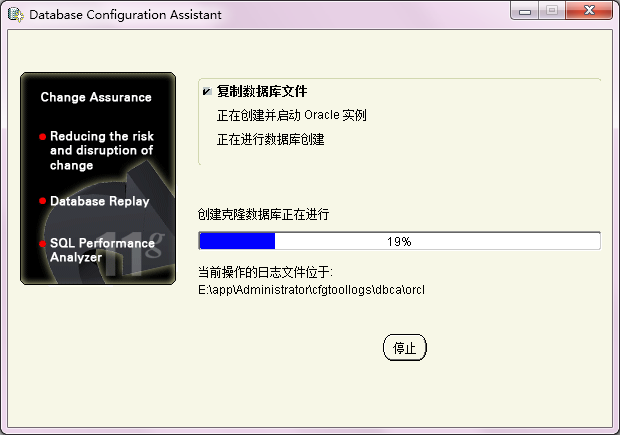 Database Configuration Assistant
Change Assurance
Reducing the risk
and disruption of
change
Database Replay
SQL Performance
Analyzer
11g
复制数据库文件
正在创建并启动 Oracle 实例
正在进行数据库创建
创建克隆数据库正在进行
19%
当前操作的日志文件位于:
E:\app\Administrator\cfgtoollogs\dbca\orcl
停止